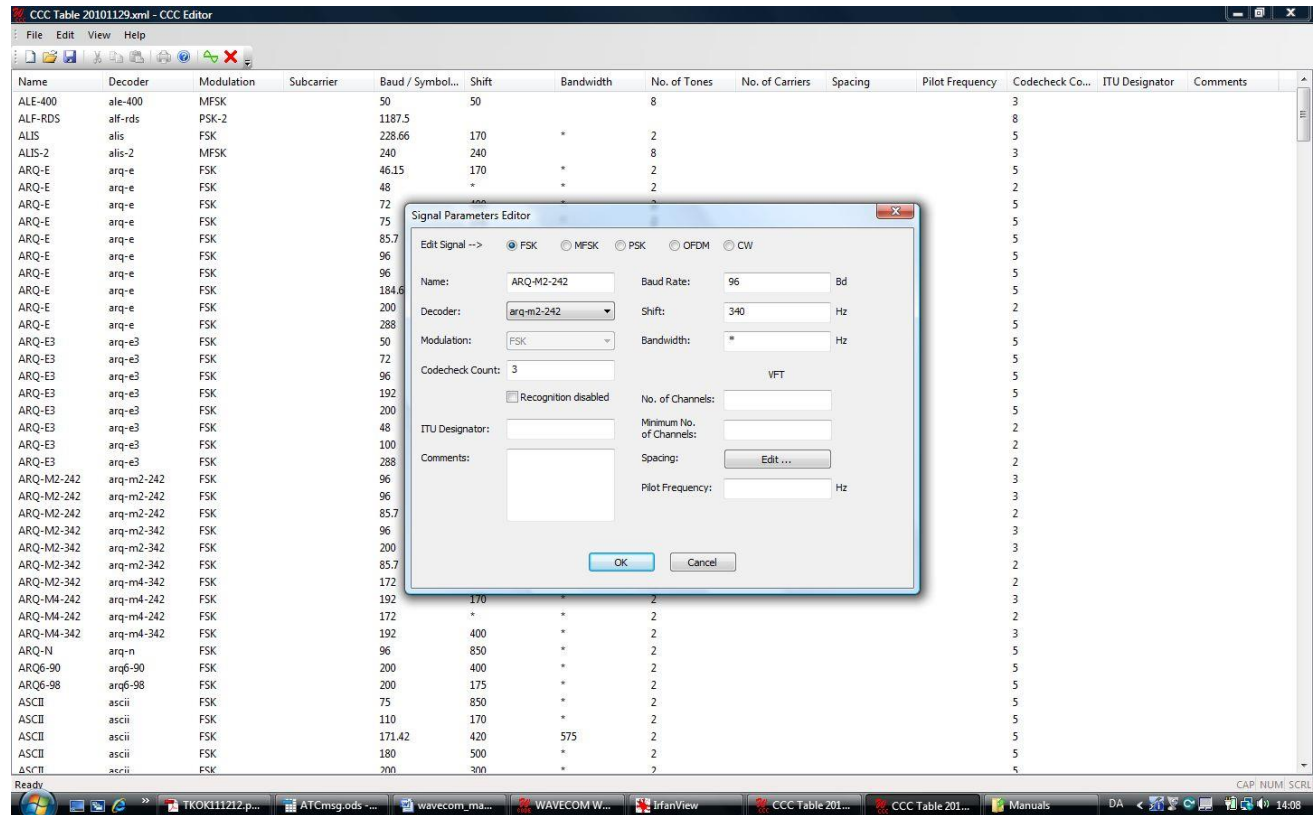 CCC Table 20101129.xml - CCC Editor
File Edit View Help
Name Decoder Modulation Subcarrier Baud / Symbol... Shift Bandwidth No. of Tones No. of Carriers Spacing Pilot Frequency Codecheck Co... ITU Designator Comments
ALE-400 ale-400 MFSK 50 50 8 3
ALF-RDS alf-rds PSK-2 1187.5 8
ALIS alis FSK 228.66 170 * 2 5
ALIS-2 alis-2 MFSK 240 240 8 3
ARQ-E arq-e FSK 46.15 170 * 2 5
ARQ-E arq-e FSK 48 * * 2 2
ARQ-E arq-e FSK 72 5
ARQ-E arq-e FSK 75 5
ARQ-E arq-e FSK 85.7 5
ARQ-E arq-e FSK 96 5
ARQ-E arq-e FSK 96 5
ARQ-E arq-e FSK 184.6 5
ARQ-E arq-e FSK 200 2
ARQ-E arq-e FSK 288 5
ARQ-E3 arq-e3 FSK 50 5
ARQ-E3 arq-e3 FSK 72 5
ARQ-E3 arq-e3 FSK 96 5
ARQ-E3 arq-e3 FSK 192 5
ARQ-E3 arq-e3 FSK 200 5
ARQ-E3 arq-e3 FSK 48 2
ARQ-E3 arq-e3 FSK 100 2
ARQ-E3 arq-e3 FSK 288 2
ARQ-M2-242 arq-m2-242 FSK 96 3
ARQ-M2-242 arq-m2-242 FSK 96 3
ARQ-M2-242 arq-m2-242 FSK 85.7 2
ARQ-M2-342 arq-m2-342 FSK 96 3
ARQ-M2-342 arq-m2-342 FSK 200 3
ARQ-M2-342 arq-m2-342 FSK 85.7 2
ARQ-M2-342 arq-m4-342 FSK 172 2
ARQ-M4-242 arq-m4-242 FSK 192 170 * 2 3
ARQ-M4-242 arq-m4-242 FSK 172 * * 2 2
ARQ-M4-342 arq-m4-342 FSK 192 400 * 2 3
ARQ-N arq-n FSK 96 850 * 2 5
ARQ6-90 arq6-90 FSK 200 400 * 2 5
ARQ6-98 arq6-98 FSK 200 175 * 2 5
ASCII ascii FSK 75 850 * 2 5
ASCII ascii FSK 110 170 * 2 5
ASCII ascii FSK 171.42 420 575 2 5
ASCII ascii FSK 180 500 * 2 5
ASCII ascii FSK 200 300 * 2 5
Signal Parameters Editor
Edit Signal --> FSK MFSK PSK OFDM CW
Name: ARQ-M2-242 Baud Rate: 96 Bd
Decoder: arq-m2-242 Shift: 340 Hz
Modulation: FSK Bandwidth: * Hz
Codecheck Count: 3 VFT
Recognition disabled No. of Channels:
ITU Designator: Minimum No.
of Channels:
Comments: Spacing: Edit ...
Pilot Frequency: Hz
OK Cancel
Ready CAP NUM SCRL
» TKOK111212.p... ATCmsg.ods -... wavecom_ma... WAVECOM W... IrfanView CCC Table 201... CCC Table 201... Manuals DA < 14:08